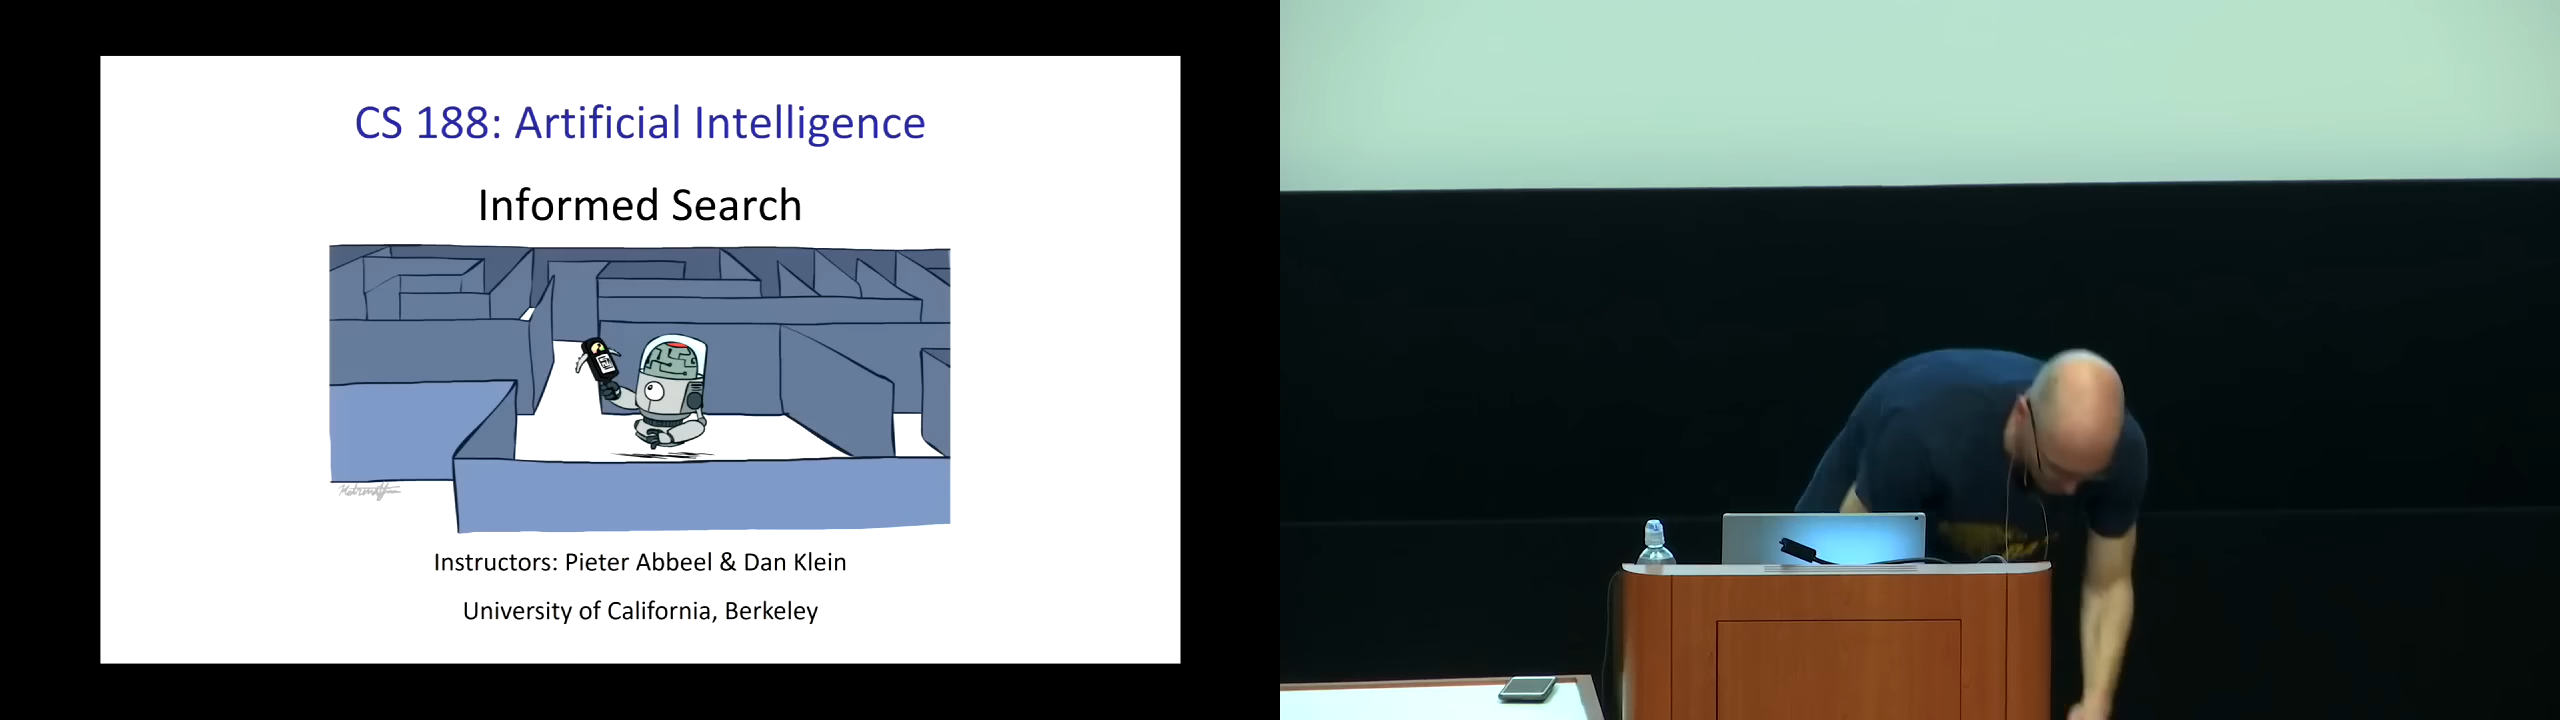 CS 188: Artificial Intelligence
Informed Search
Instructors: Pieter Abbeel & Dan Klein
University of California, Berkeley